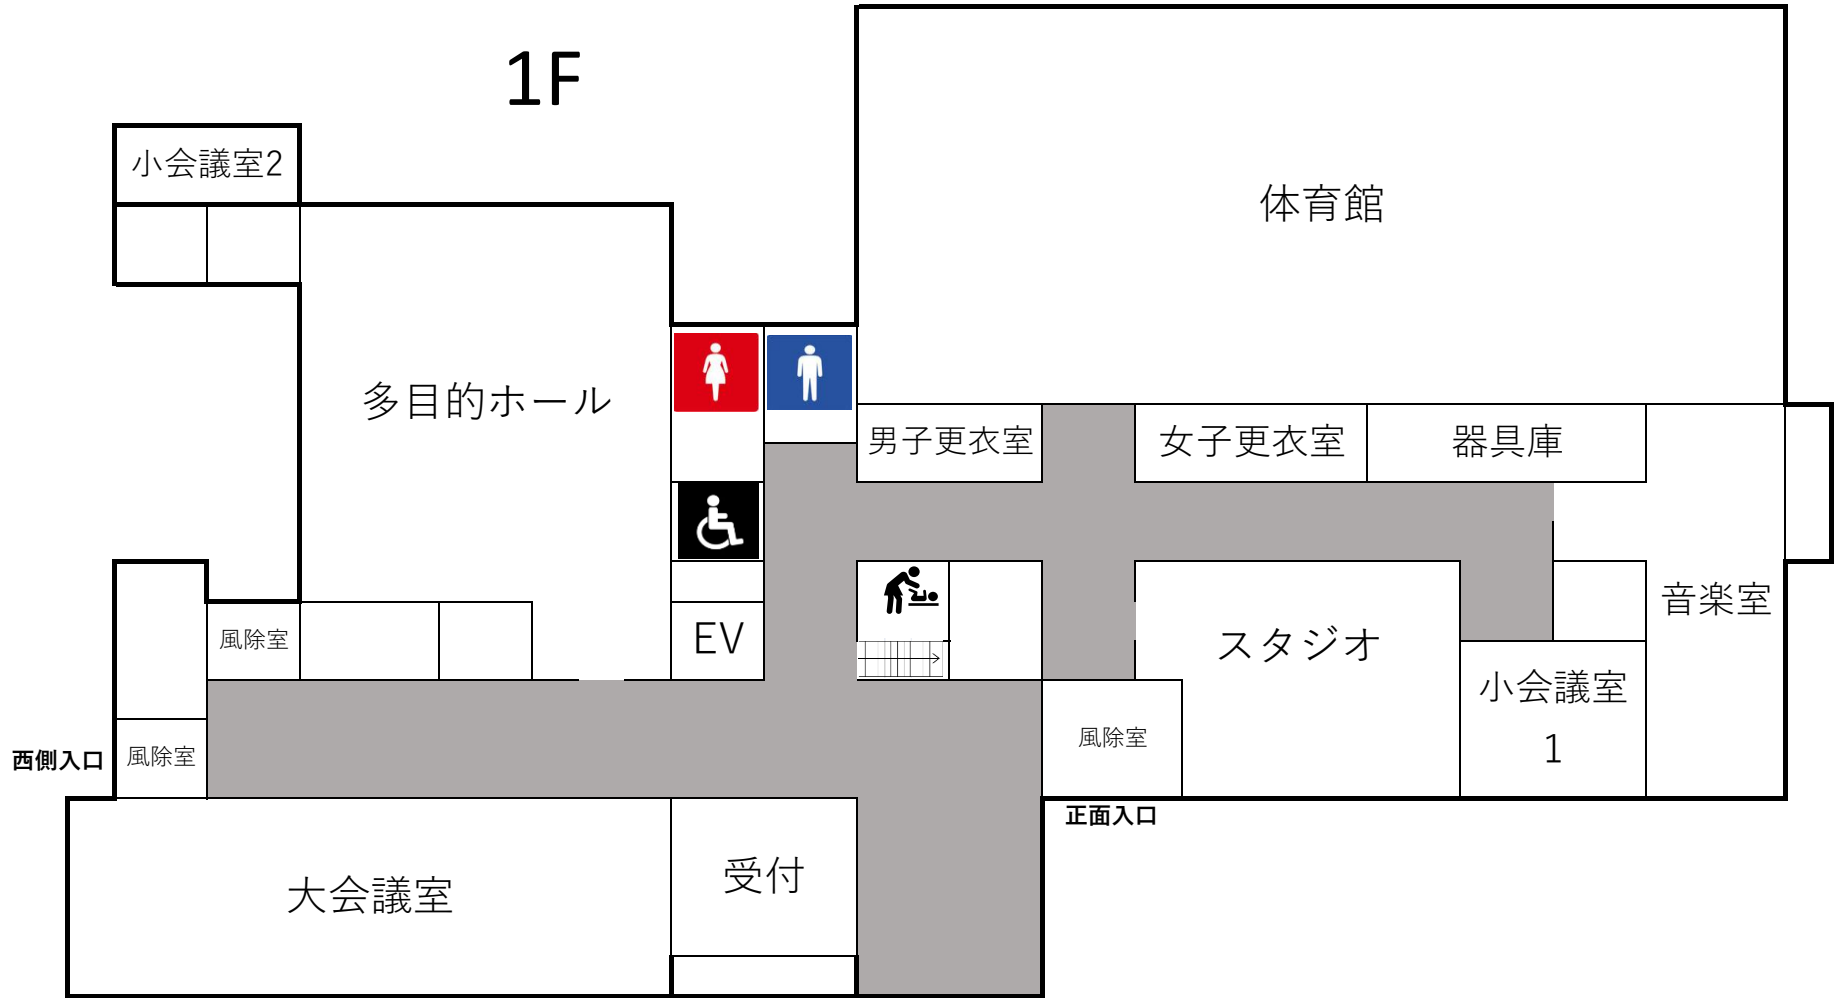 1F
小会議室2
体育館
多目的ホール
男子更衣室
女子更衣室
器具庫
風除室
EV
スタジオ
音楽室
小会議室
1
西側入口
風除室
風除室
正面入口
大会議室
受付